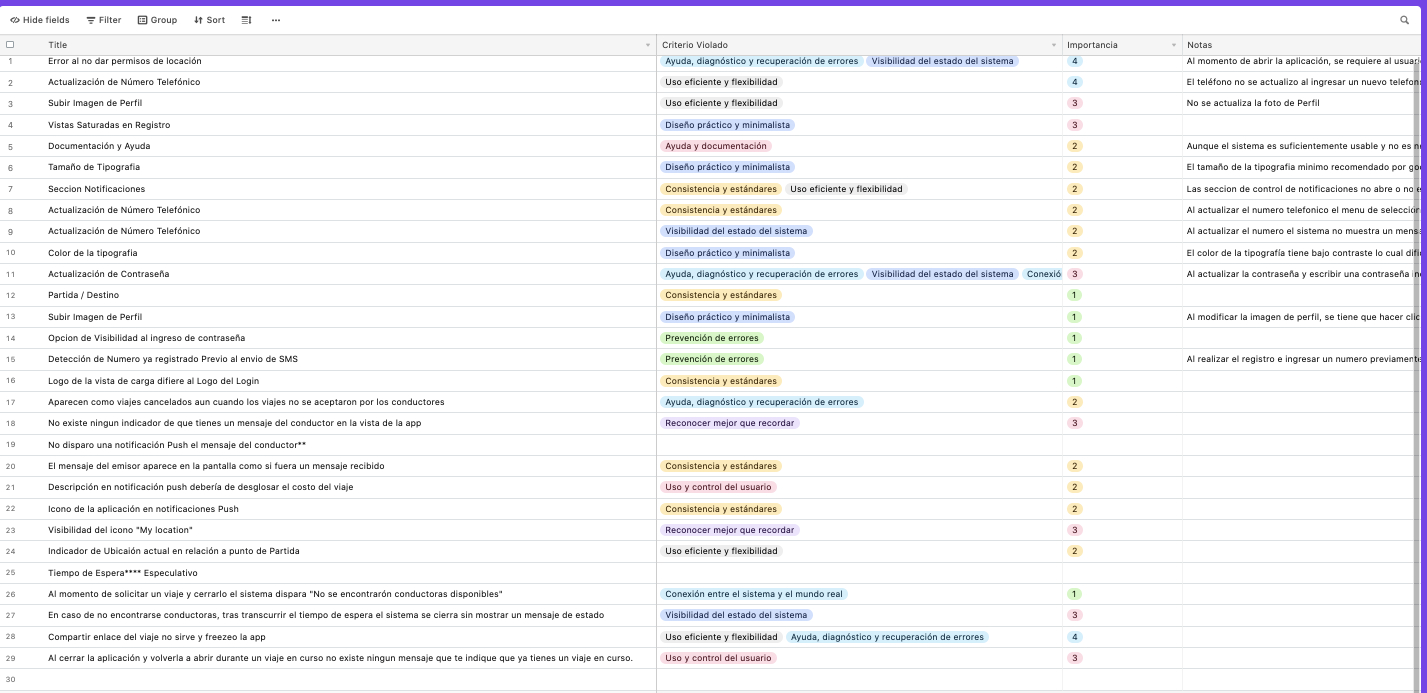 Hide fields Filter Group Sort ...
Title Criterio Violado Importancia Notas
1 Error al no dar permisos de locación Ayuda, diagnóstico y recuperación de errores Visibilidad del estado del sistema 4 Al momento de abrir la aplicación, se requiere al
2 Actualización de Número Telefónico Uso eficiente y flexibilidad 4 El teléfono no se actualizo al ingresar un nuevo
3 Subir Imagen de Perfil Uso eficiente y flexibilidad 3 No se actualiza la foto de Perfil
4 Vistas Saturadas en Registro Diseño práctico y minimalista 3
5 Documentación y Ayuda Ayuda y documentación 2 Aunque el sistema es suficientemente usable y no es
6 Tamaño de Tipografia Diseño práctico y minimalista 2 El tamaño de la tipografia minimo recomendado por
7 Seccion Notificaciones Consistencia y estándares Uso eficiente y flexibilidad 2 Las seccion de control de notificaciones no abre o no
8 Actualización de Número Telefónico Consistencia y estándares 2 Al actualizar el numero telefonico el menu de
9 Actualización de Número Telefónico Visibilidad del estado del sistema 2 Al actualizar el numero el sistema no muestra un
10 Color de la tipografía Diseño práctico y minimalista 2 El color de la tipografía tiene bajo contraste lo cual
11 Actualización de Contraseña Ayuda, diagnóstico y recuperación de errores Visibilidad del estado del sistema Conexió 3 Al actualizar la contraseña y escribir una contraseña
12 Partida / Destino Consistencia y estándares 1
13 Subir Imagen de Perfil Diseño práctico y minimalista 1 Al modificar la imagen de perfil, se tiene que hacer
14 Opcion de Visibilidad al ingreso de contraseña Prevención de errores 1
15 Detección de Numero ya registrado Previo al envio de SMS Prevención de errores 1 Al realizar el registro e ingresar un numero
16 Logo de la vista de carga difiere al Logo del Login Consistencia y estándares 1
17 Aparecen como viajes cancelados aun cuando los viajes no se aceptaron por los conductores Ayuda, diagnóstico y recuperación de errores 2
18 No existe ningun indicador de que tienes un mensaje del conductor en la vista de la app Reconocer mejor que recordar 3
19 No disparo una notificación Push el mensaje del conductor**
20 El mensaje del emisor aparece en la pantalla como si fuera un mensaje recibido Consistencia y estándares 2
21 Descripción en notificación push debería de desglosar el costo del viaje Uso y control del usuario 2
22 Icono de la aplicación en notificaciones Push Consistencia y estándares 2
23 Visibilidad del icono "My location" Reconocer mejor que recordar 3
24 Indicador de Ubicaión actual en relación a punto de Partida Uso eficiente y flexibilidad 2
25 Tiempo de Espera**** Especulativo
26 Al momento de solicitar un viaje y cerrarlo el sistema dispara "No se encontrarón conductoras disponibles" Conexión entre el sistema y el mundo real 1
27 En caso de no encontrarse conductoras, tras transcurrir el tiempo de espera el sistema se cierra sin mostrar un mensaje de estado Visibilidad del estado del sistema 3
28 Compartir enlace del viaje no sirve y freezeo la app Uso eficiente y flexibilidad Ayuda, diagnóstico y recuperación de errores 4
29 Al cerrar la aplicación y volverla a abrir durante un viaje en curso no existe ningun mensaje que te indique que ya tienes un viaje en curso. Uso y control del usuario 3
30